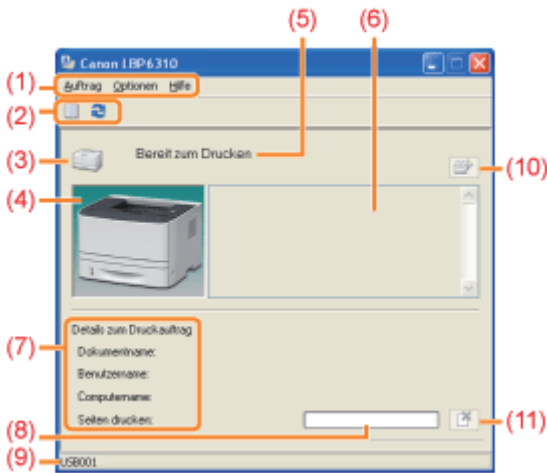 (5)
(6)
Canon LBP6310
(1)
Auftrag Optionen Hilfe
(2)
(3)
Bereit zum Drucken
(10)
(4)
(7)
Details zum Druckauftrag
Dokumentname:
Benutzername:
Computername:
Seiten drucken:
(8)
(11)
(9)
USB001